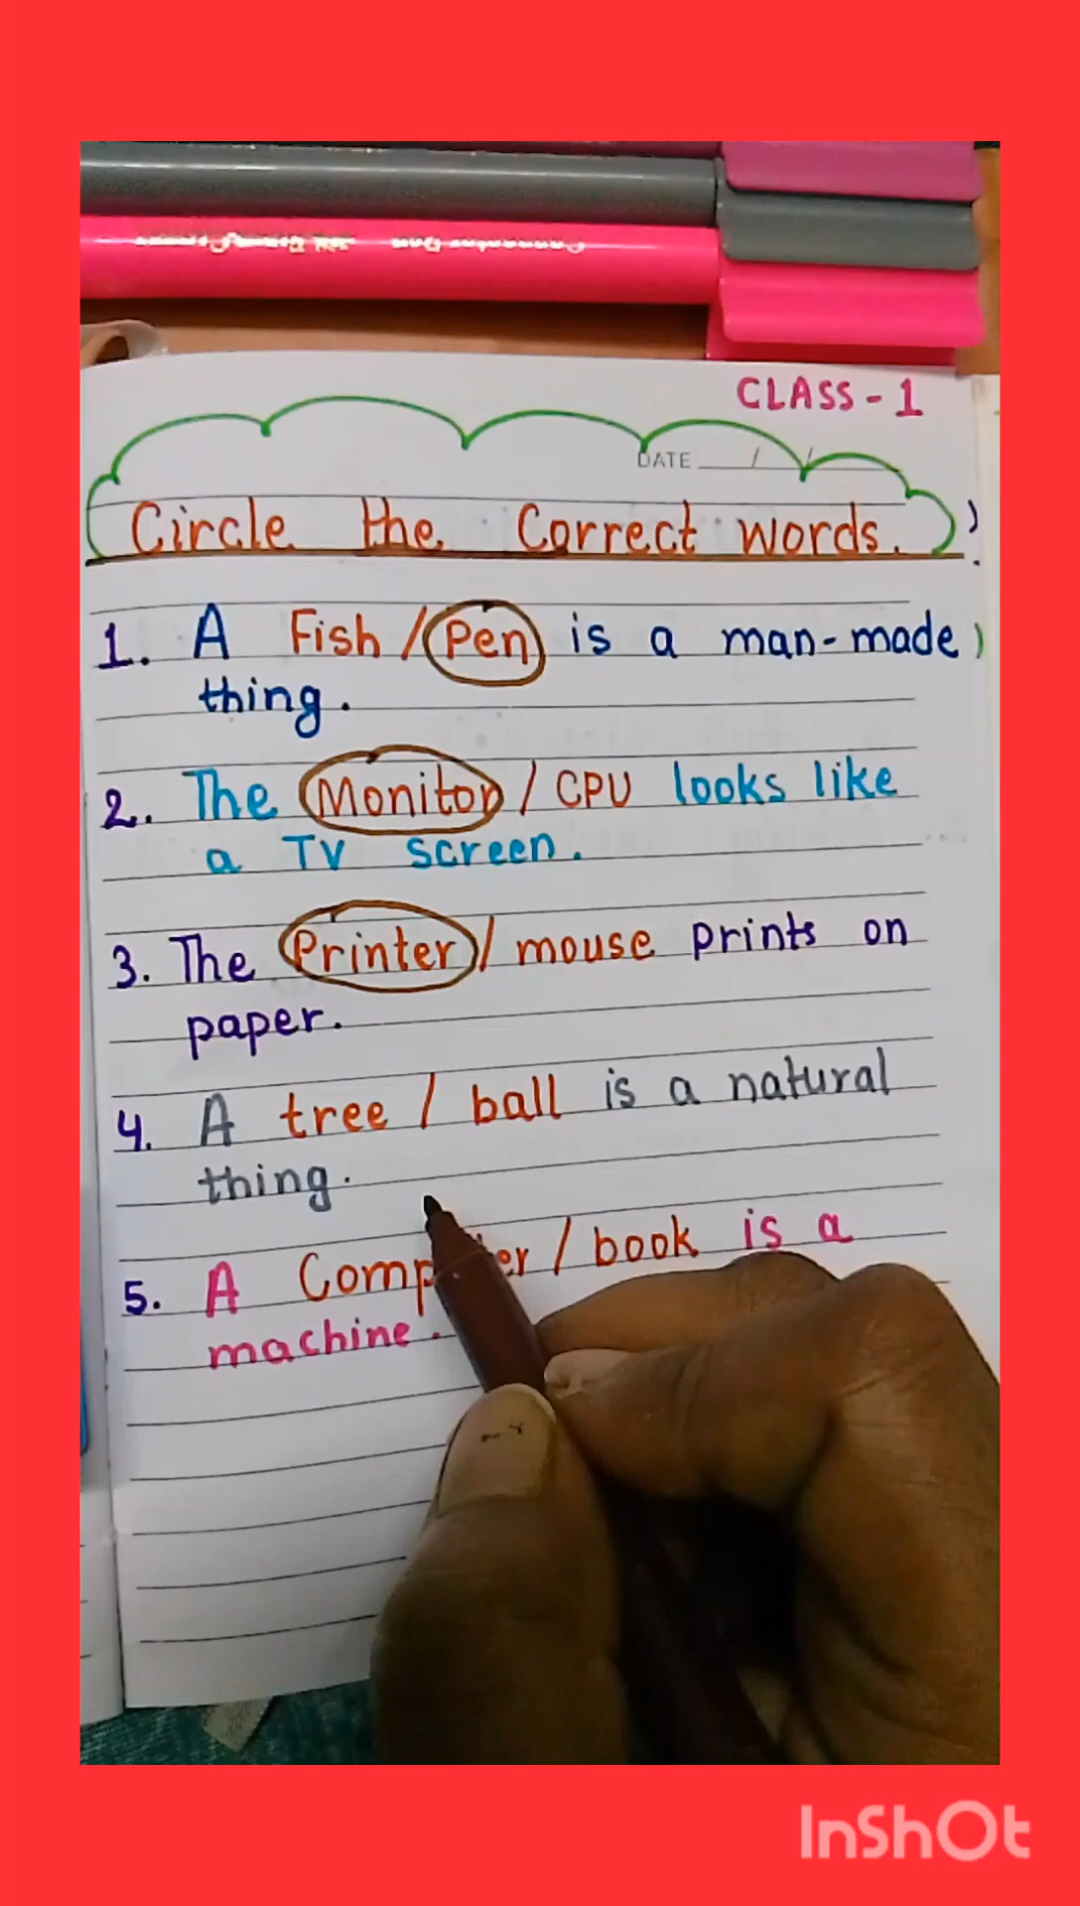 CLASS - 1
DATE / /
Circle the Correct words.
1. A Fish / Pen is a man-made
thing.
2. The Monitor / CPU looks like
a TV screen.
3. The Printer / mouse prints on
paper.
4. A tree / ball is a natural
thing.
5. A / book is a
machine.
InShOt